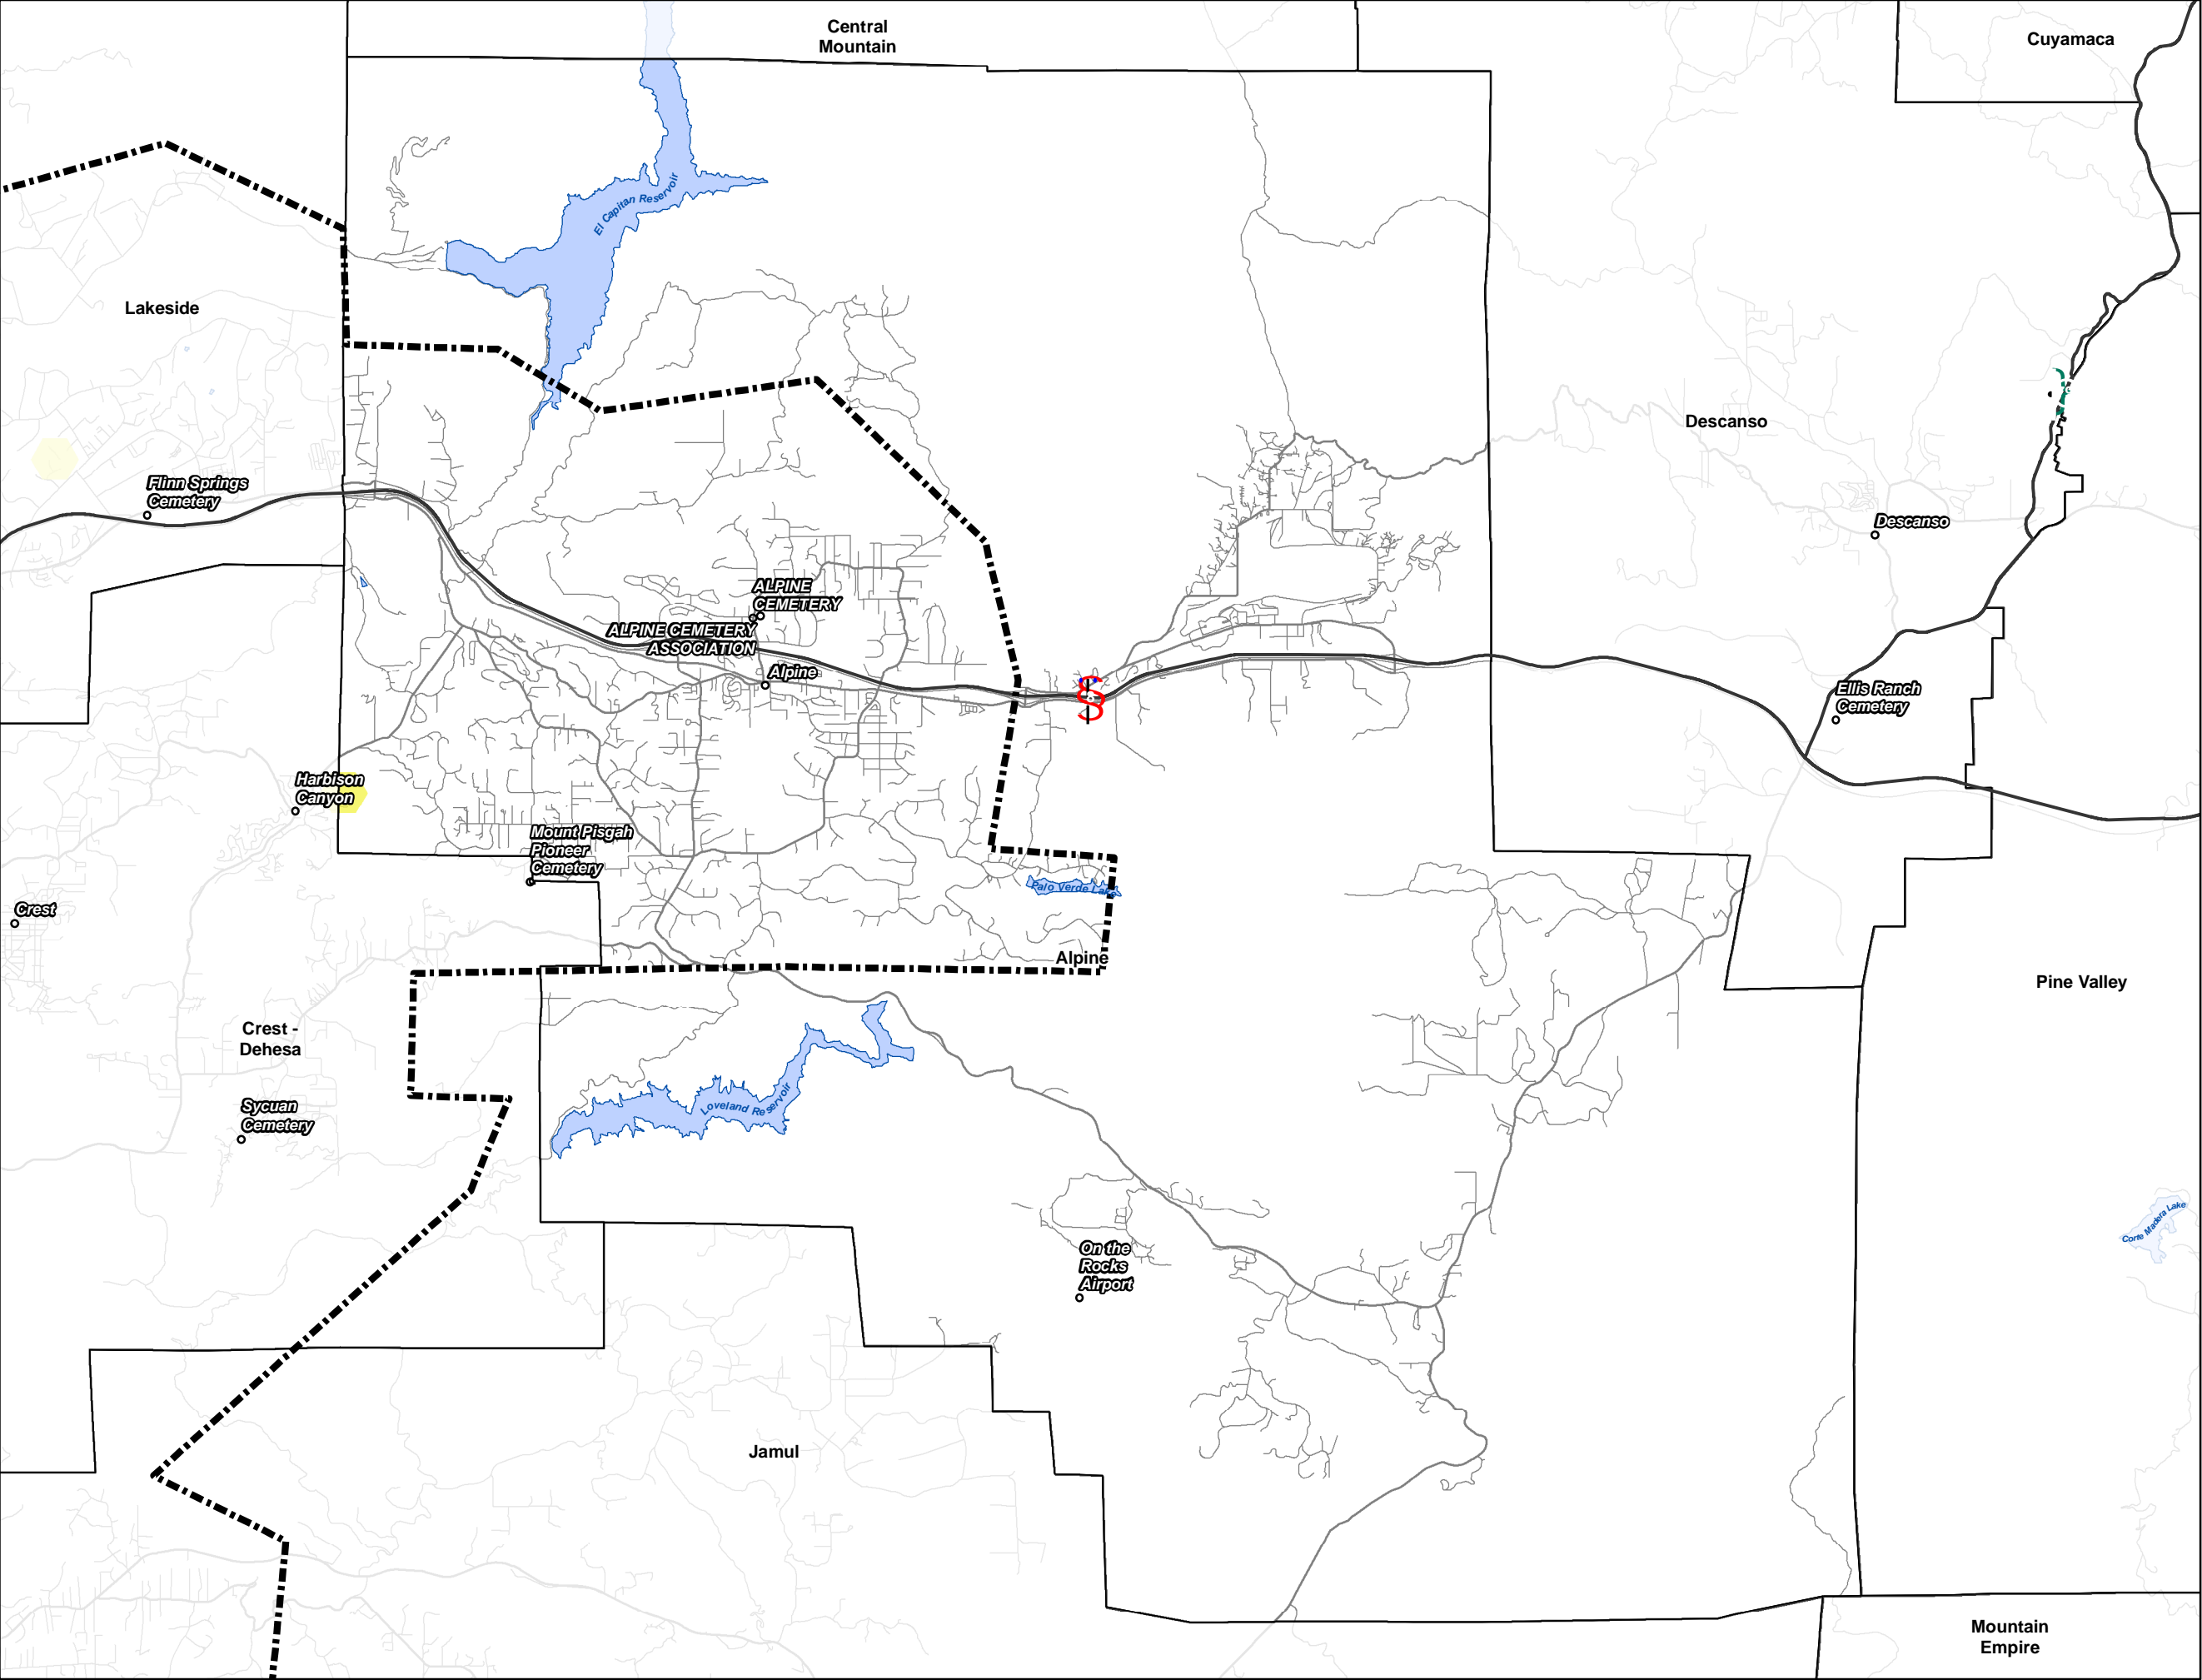 Central
Mountain
Cuyamaca
El Capitan Reservoir
Lakeside
Descanso
Flinn Springs
Cemetery
Descanso
ALPINE
CEMETERY
ALPINE CEMETERY
ASSOCIATION
Alpine
Ellis Ranch
Cemetery
Harbison
Canyon
Mount Pisgah
Pioneer
Cemetery
Palo Verde Lake
Crest
Alpine
Pine Valley
Crest -
Dehesa
Loveland Reservoir
Sycuan
Cemetery
Corte Madera Lake
On the
Rocks
Airport
Jamul
Mountain
Empire